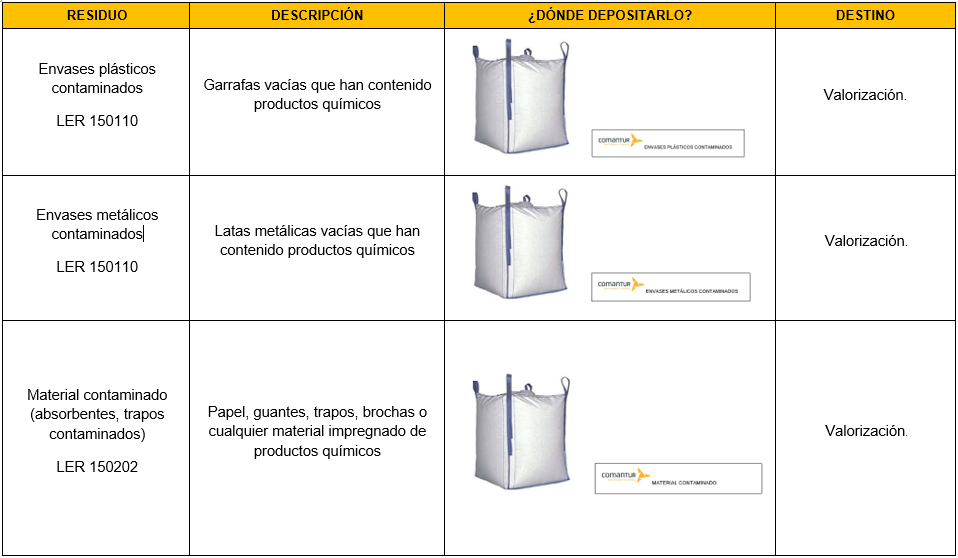 RESIDUO
DESCRIPCIÓN
¿DÓNDE DEPOSITARLO?
DESTINO
Envases plásticos
contaminados
LER 150110
Garrafas vacías que han contenido
productos químicos
comantur
ENVASES PLÁSTICOS CONTAMINADOS
Valorización.
Envases metálicos
contaminados
LER 150110
Latas metálicas vacías que han
contenido productos químicos
comantur
ENVASES METÁLICOS CONTAMINADOS
Valorización.
Material contaminado
(absorbentes, trapos
contaminados)
LER 150202
Papel, guantes, trapos, brochas o
cualquier material impregnado de
productos químicos
comantur
MATERIAL CONTAMINADO
Valorización.